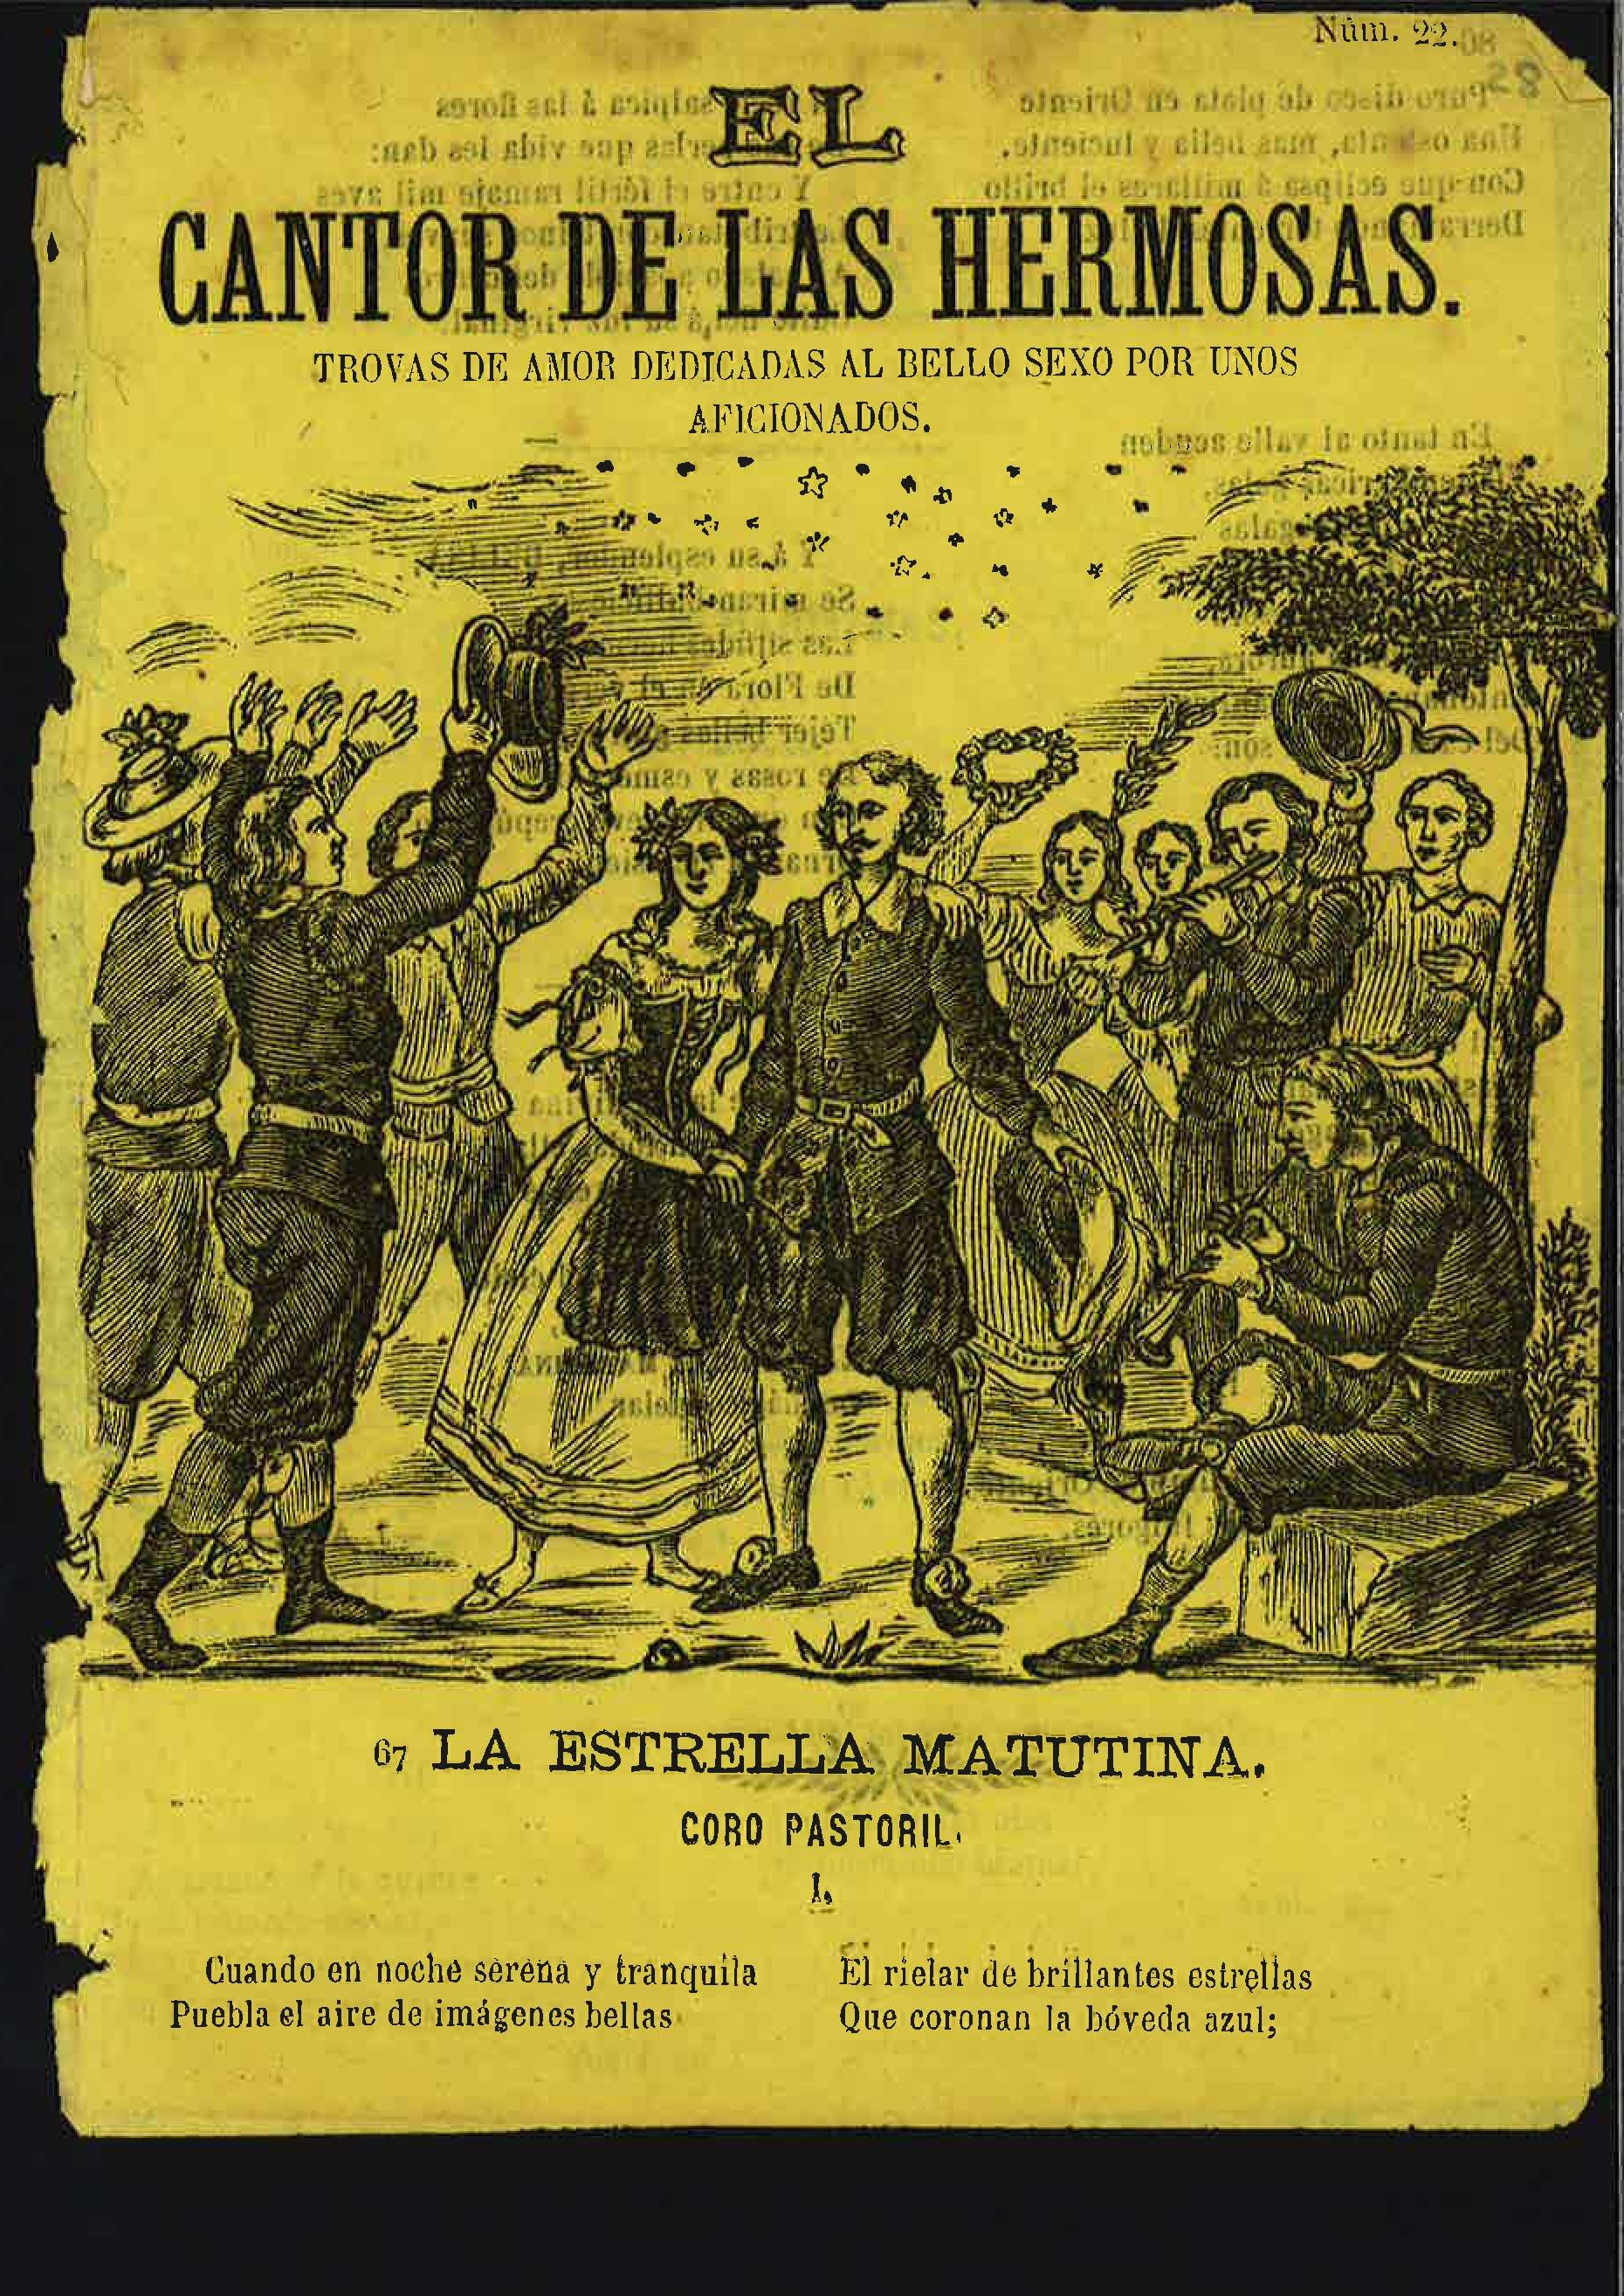 Núm. 22.
EL
CANTOR DE LAS HERMOSAS.
TROVAS DE AMOR DEDICADAS AL BELLO SEXO POR UNOS
AFICIONADOS.
67 LA ESTRELLA MATUTINA.
CORO PASTORIL.
I.
Cuando en noche serena y tranquila
Puebla el aire de imágenes bellas
El rielar de brillantes estrellas
Que coronan la bóveda azul;